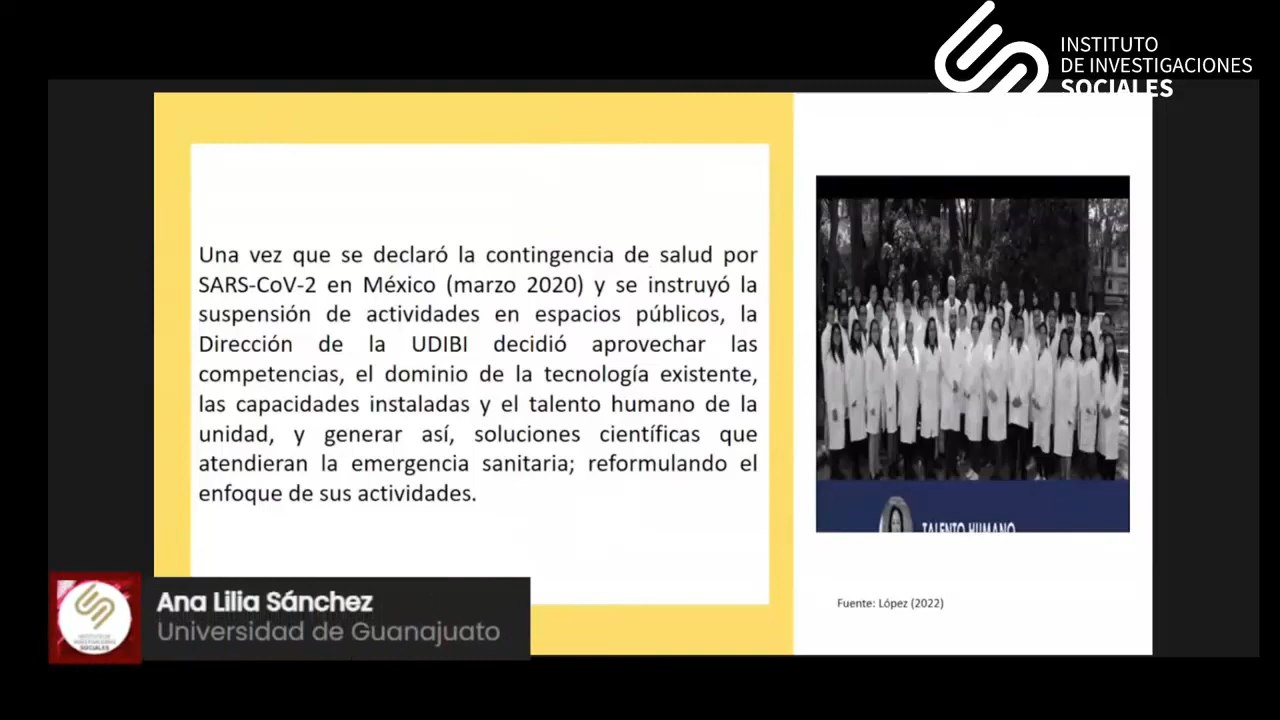 INSTITUTO
DE INVESTIGACIONES
SOCIALES
Una vez que se declaró la contingencia de salud por
SARS-CoV-2 en México (marzo 2020) y se instruyó la
suspensión de actividades en espacios públicos, la
Dirección de la UDIBI decidió aprovechar las
competencias, el dominio de la tecnología existente,
las capacidades instaladas y el talento humano de la
unidad, y generar así, soluciones científicas que
atendieran la emergencia sanitaria; reformulando el
enfoque de sus actividades.
TALENTO HUMANO
Fuente: López (2022)
Ana Lilia Sánchez
Universidad de Guanajuato
INSTITUTO DE
INVESTIGACIONES
SOCIALES